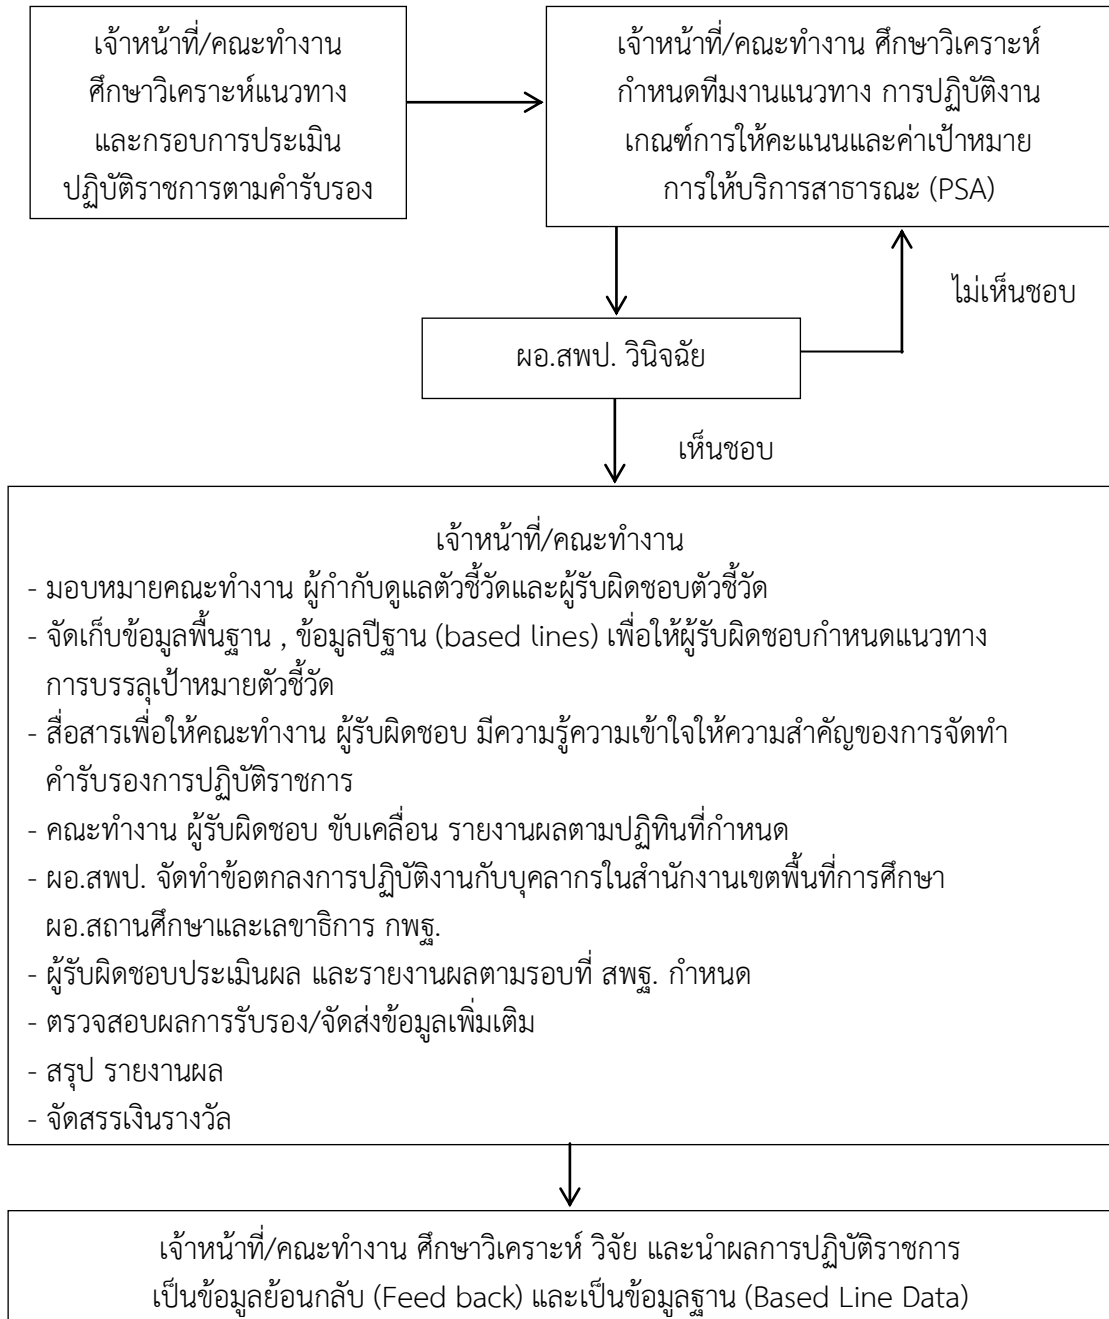 เจ้าหน้าที่/คณะทำงาน
ศึกษาวิเคราะห์แนวทาง
และกรอบการประเมิน
ปฏิบัติราชการตามคำรับรอง
เจ้าหน้าที่/คณะทำงาน ศึกษาวิเคราะห์
กำหนดทีมงานแนวทาง การปฏิบัติงาน
เกณฑ์การให้คะแนนและค่าเป้าหมาย
การให้บริการสาธารณะ (PSA)
ไม่เห็นชอบ
ผอ.สพป. วินิจฉัย
เห็นชอบ
เจ้าหน้าที่/คณะทำงาน
- มอบหมายคณะทำงาน ผู้กำกับดูแลตัวชี้วัดและผู้รับผิดชอบตัวชี้วัด
- จัดเก็บข้อมูลพื้นฐาน , ข้อมูลปีฐาน (based lines) เพื่อให้ผู้รับผิดชอบกำหนดแนวทาง
การบรรลุเป้าหมายตัวชี้วัด
- สื่อสารเพื่อให้คณะทำงาน ผู้รับผิดชอบ มีความรู้ความเข้าใจให้ความสำคัญของการจัดทำ
คำรับรองการปฏิบัติราชการ
- คณะทำงาน ผู้รับผิดชอบ ขับเคลื่อน รายงานผลตามปฏิทินที่กำหนด
- ผอ.สพป. จัดทำข้อตกลงการปฏิบัติงานกับบุคลากรในสำนักงานเขตพื้นที่การศึกษา
ผอ.สถานศึกษาและเลขาธิการ กพฐ.
- ผู้รับผิดชอบประเมินผล และรายงานผลตามรอบที่ สพฐ. กำหนด
- ตรวจสอบผลการรับรอง/จัดส่งข้อมูลเพิ่มเติม
- สรุป รายงานผล
- จัดสรรเงินรางวัล
เจ้าหน้าที่/คณะทำงาน ศึกษาวิเคราะห์ วิจัย และนำผลการปฏิบัติราชการ
เป็นข้อมูลย้อนกลับ (Feed back) และเป็นข้อมูลฐาน (Based Line Data)